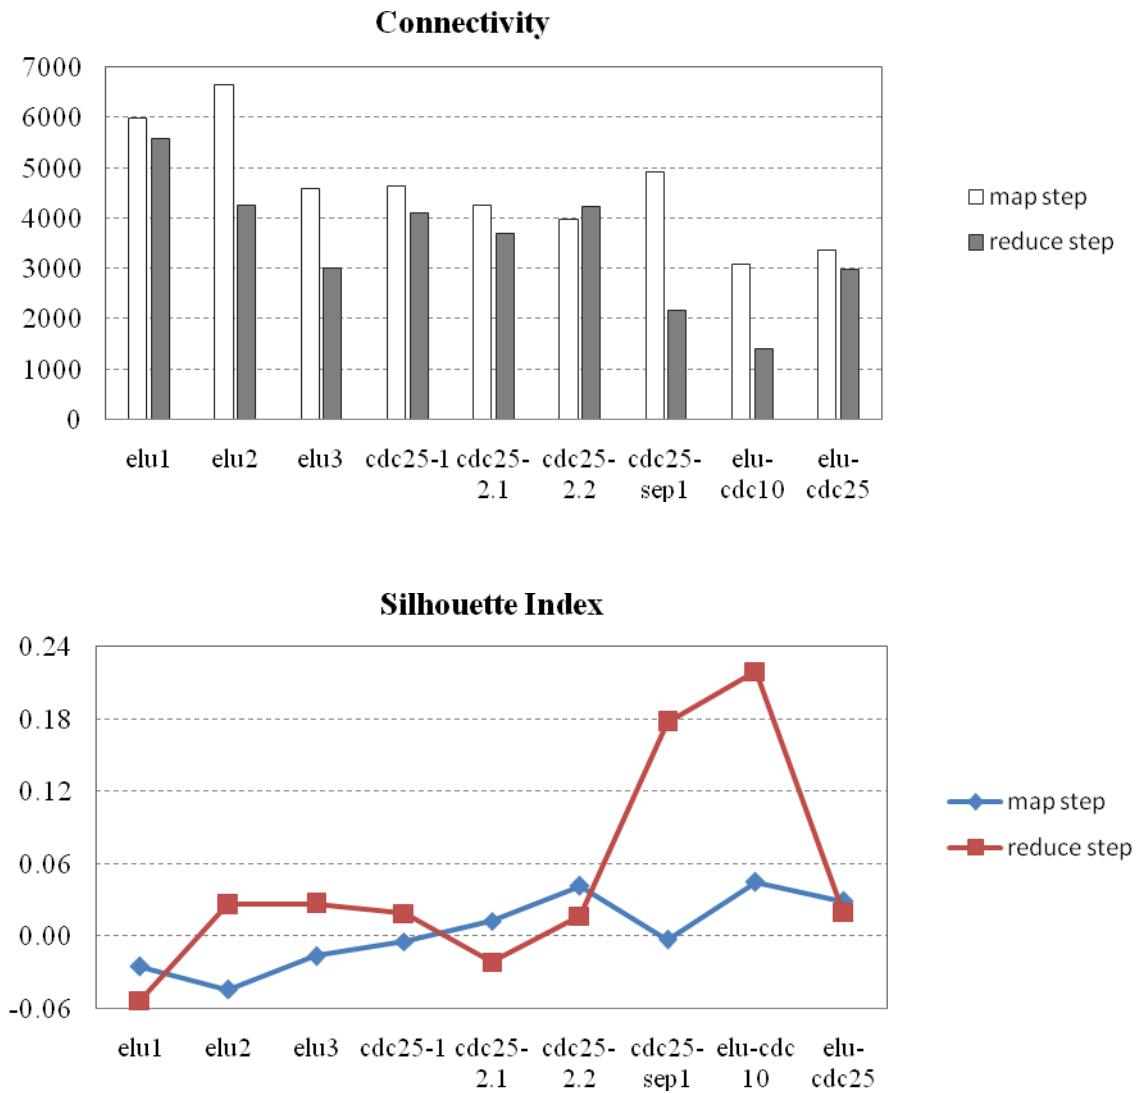 Connectivity
7000
6000
5000
4000
3000
2000
1000
0
elu1 elu2 elu3 cdc25-1 cdc25- cdc25- cdc25- elu- elu-
2.1 2.2 sep1 cdc10 cdc25
map step
reduce step
Silhouette Index
0.24
0.18
0.12
0.06
0.00
-0.06
elu1 elu2 elu3 cdc25-1 cdc25- cdc25- cdc25- elu-cdc elu-
2.1 2.2 sep1 10 cdc25
map step
reduce step